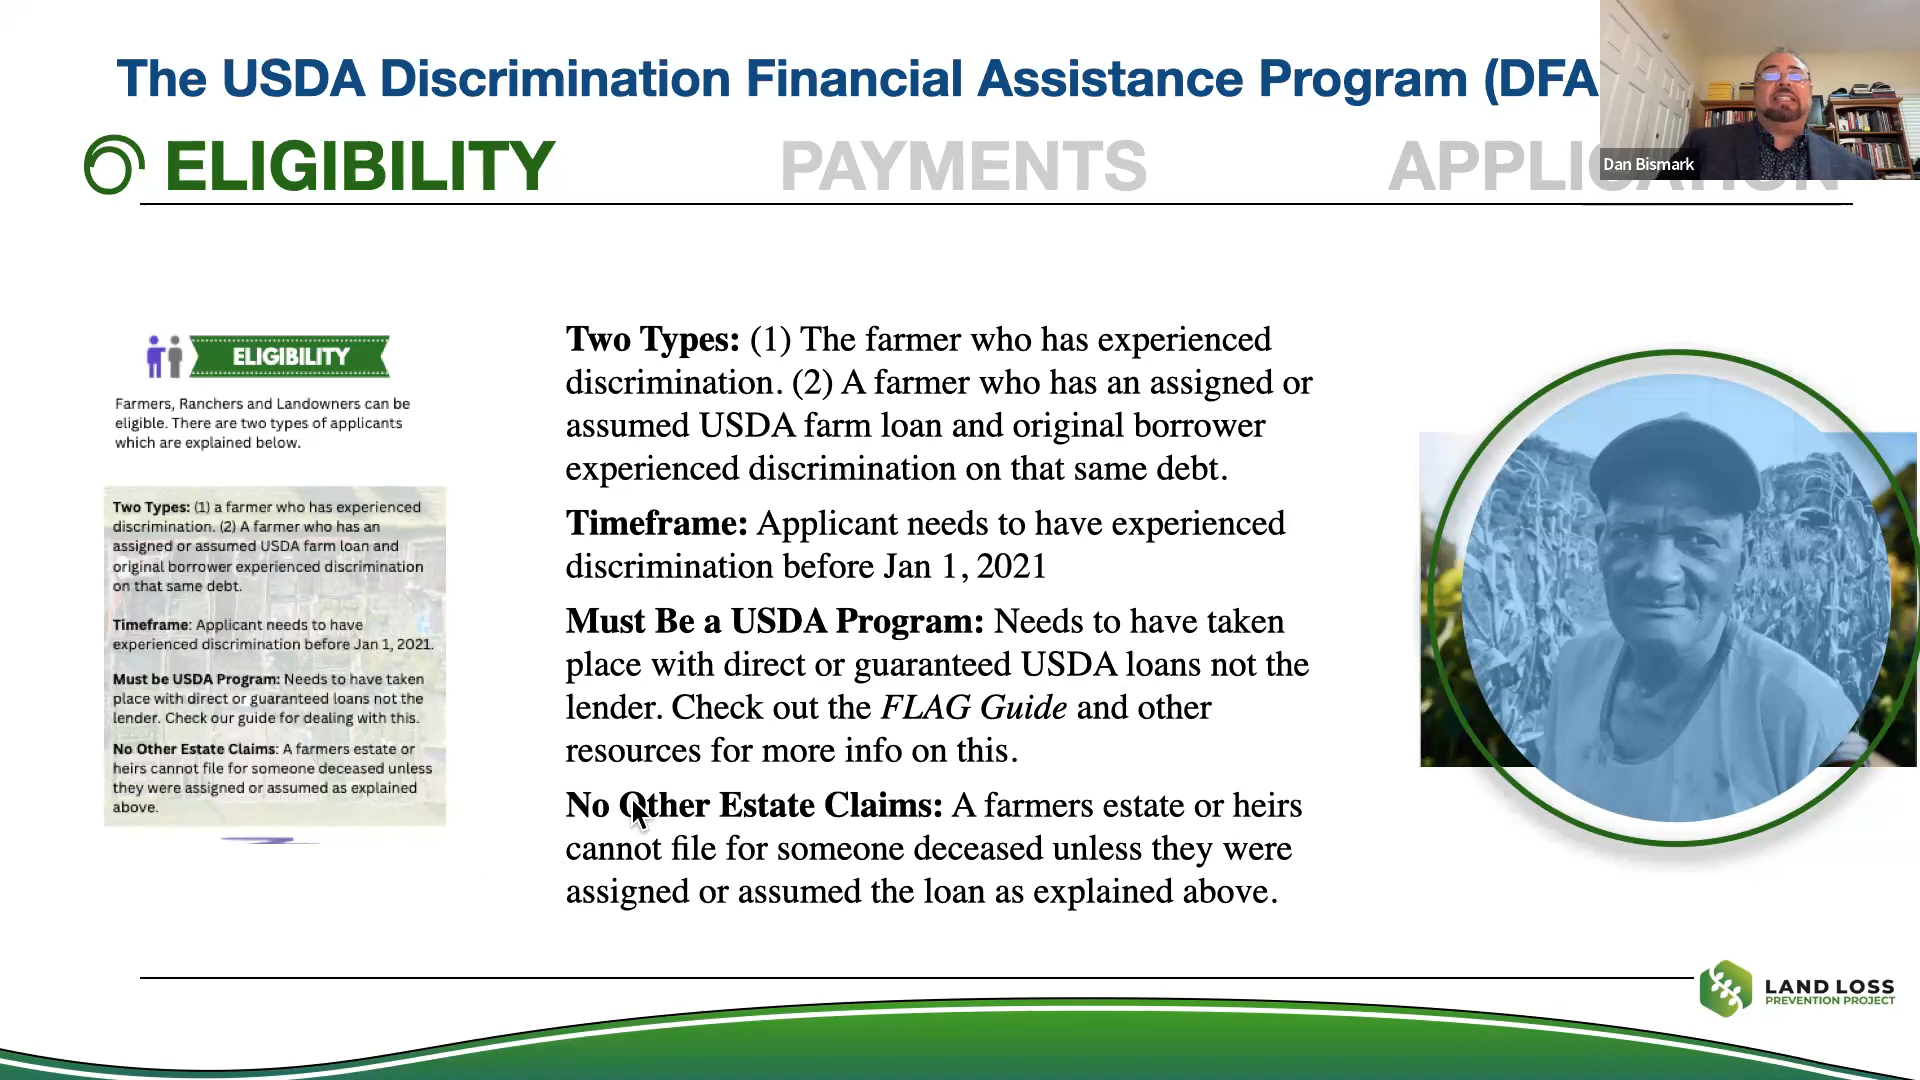 The USDA Discrimination Financial Assistance Program (DFA
ELIGIBILITY
PAYMENTS
Dan Bismark
ELIGIBILITY
Farmers, Ranchers and Landowners can be
eligible. There are two types of applicants
which are explained below.
Two Types: (1) a farmer who has experienced
discrimination. (2) A farmer who has an
assigned or assumed USDA farm loan and
original borrower experienced discrimination
on that same debt.
Timeframe: Applicant needs to have
experienced discrimination before Jan 1, 2021.
Must be USDA Program: Needs to have taken
place with direct or guaranteed loans not the
lender. Check our guide for dealing with this.
No Other Estate Claims: A farmers estate or
heirs cannot file for someone deceased unless
they were assigned or assumed as explained
above.
Two Types: (1) The farmer who has experienced
discrimination. (2) A farmer who has an assigned or
assumed USDA farm loan and original borrower
experienced discrimination on that same debt.
Timeframe: Applicant needs to have experienced
discrimination before Jan 1, 2021
Must Be a USDA Program: Needs to have taken
place with direct or guaranteed USDA loans not the
lender. Check out the FLAG Guide and other
resources for more info on this.
No Other Estate Claims: A farmers estate or heirs
cannot file for someone deceased unless they were
assigned or assumed the loan as explained above.
LAND LOSS
PREVENTION PROJECT